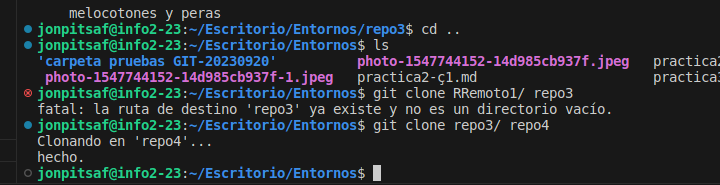 melocotones y peras
jonpitsaf@info2-23:~/Escritorio/Entornos/repo3$ cd ..
jonpitsaf@info2-23:~/Escritorio/Entornos$ ls
'carpeta pruebas GIT-20230920' photo-1547744152-14d985cb937f.jpeg practica2
photo-1547744152-14d985cb937f-1.jpeg practica2-ç1.md practica3
jonpitsaf@info2-23:~/Escritorio/Entornos$ git clone RRemoto1/ repo3
fatal: la ruta de destino 'repo3' ya existe y no es un directorio vacío.
jonpitsaf@info2-23:~/Escritorio/Entornos$ git clone repo3/ repo4
Clonando en 'repo4'...
hecho.
jonpitsaf@info2-23:~/Escritorio/Entornos$